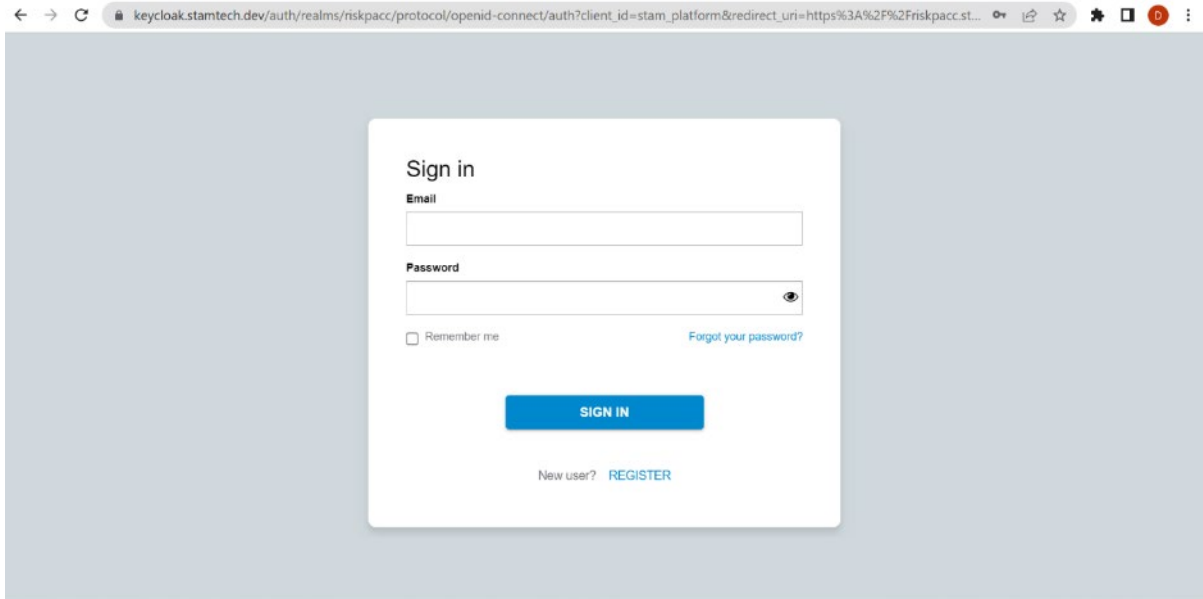 keycloak.stamtech.dev/auth/realms/riskpacc/protocol/openid-connect/auth?client_id=stam_platform&redirect_uri=https%3A%2F%2Friskpacc.st...
D
Sign in
Email
Password
Remember me Forgot your password?
SIGN IN
New user? REGISTER